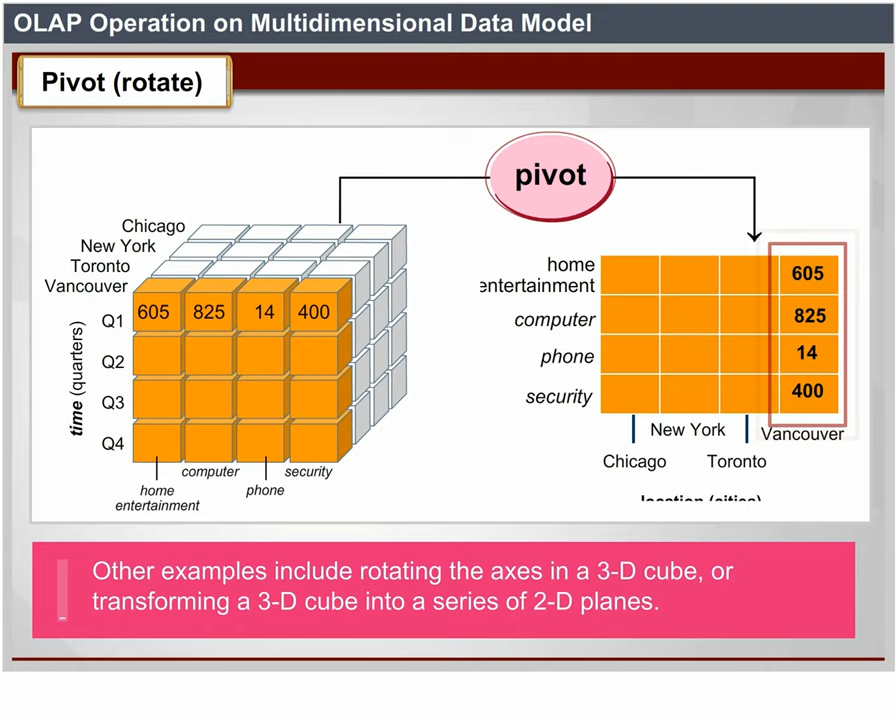 OLAP Operation on Multidimensional Data Model
Pivot (rotate)
pivot
Chicago
New York
Toronto
Vancouver
605 825 14 400
Q1
Q2
Q3
Q4
time (quarters)
computer security
home phone
entertainment
home 605
entertainment
computer 825
phone 14
security 400
New York Vancouver
Chicago Toronto
location (cities)
Other examples include rotating the axes in a 3-D cube, or
transforming a 3-D cube into a series of 2-D planes.